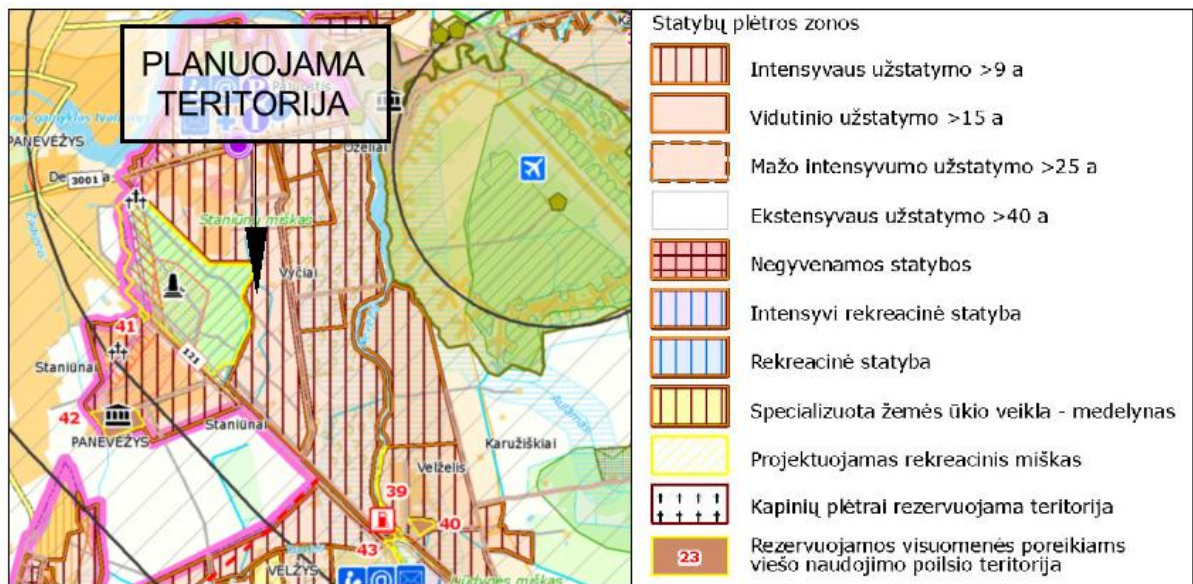 PLANUOJAMA
TERITORIJA
PANEVĖŽYS
3001
Oželiai
Staniūnų miškas
Vyčiai
41
121
Staniūnai
42
PANEVĖŽYS
Staniūnai
Karužiškiai
Velželis
39
40
43
VELŽYS
Statybų plėtros zonos
Intensyvaus užstatymo >9 a
Vidutinio užstatymo >15 a
Mažo intensyvumo užstatymo >25 a
Ekstensyvaus užstatymo >40 a
Negyvenamos statybos
Intensyvi rekreacinė statyba
Rekreacinė statyba
Specializuota žemės ūkio veikla - medelynas
Projektuojamas rekreacinis miškas
Kapinių plėtrai rezervuojama teritorija
23
Rezervuojamos visuomenės poreikiams
viešo naudojimo poilsio teritorija